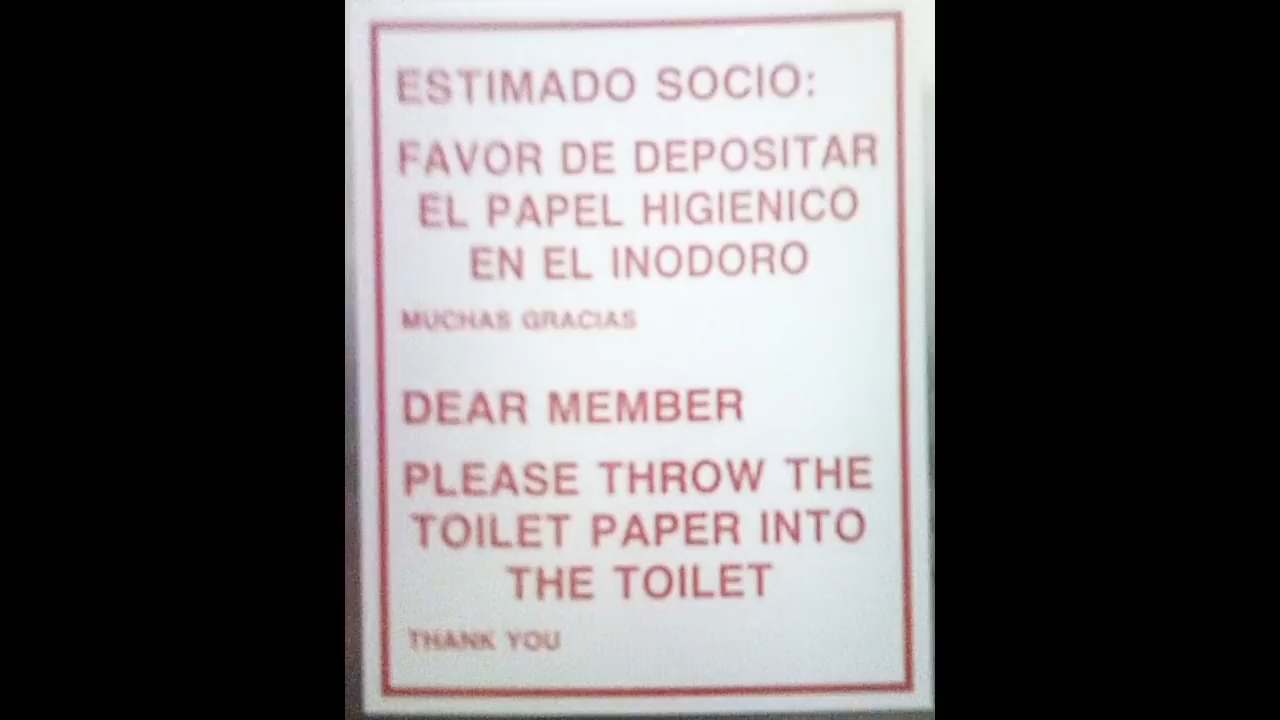 ESTIMADO SOCIO:
FAVOR DE DEPOSITAR
EL PAPEL HIGIENICO
EN EL INODORO
MUCHAS GRACIAS
DEAR MEMBER
PLEASE THROW THE
TOILET PAPER INTO
THE TOILET
THANK YOU